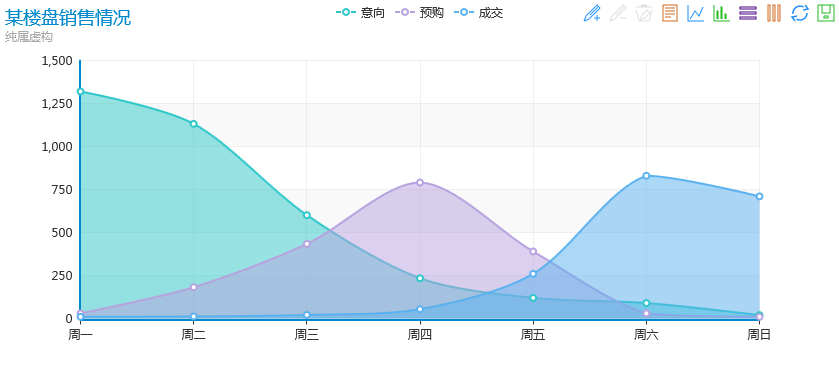 某楼盘销售情况
纯属虚构
意向 预购 成交
1,500
1,250
1,000
750
500
250
0
周一 周二 周三 周四 周五 周六 周日